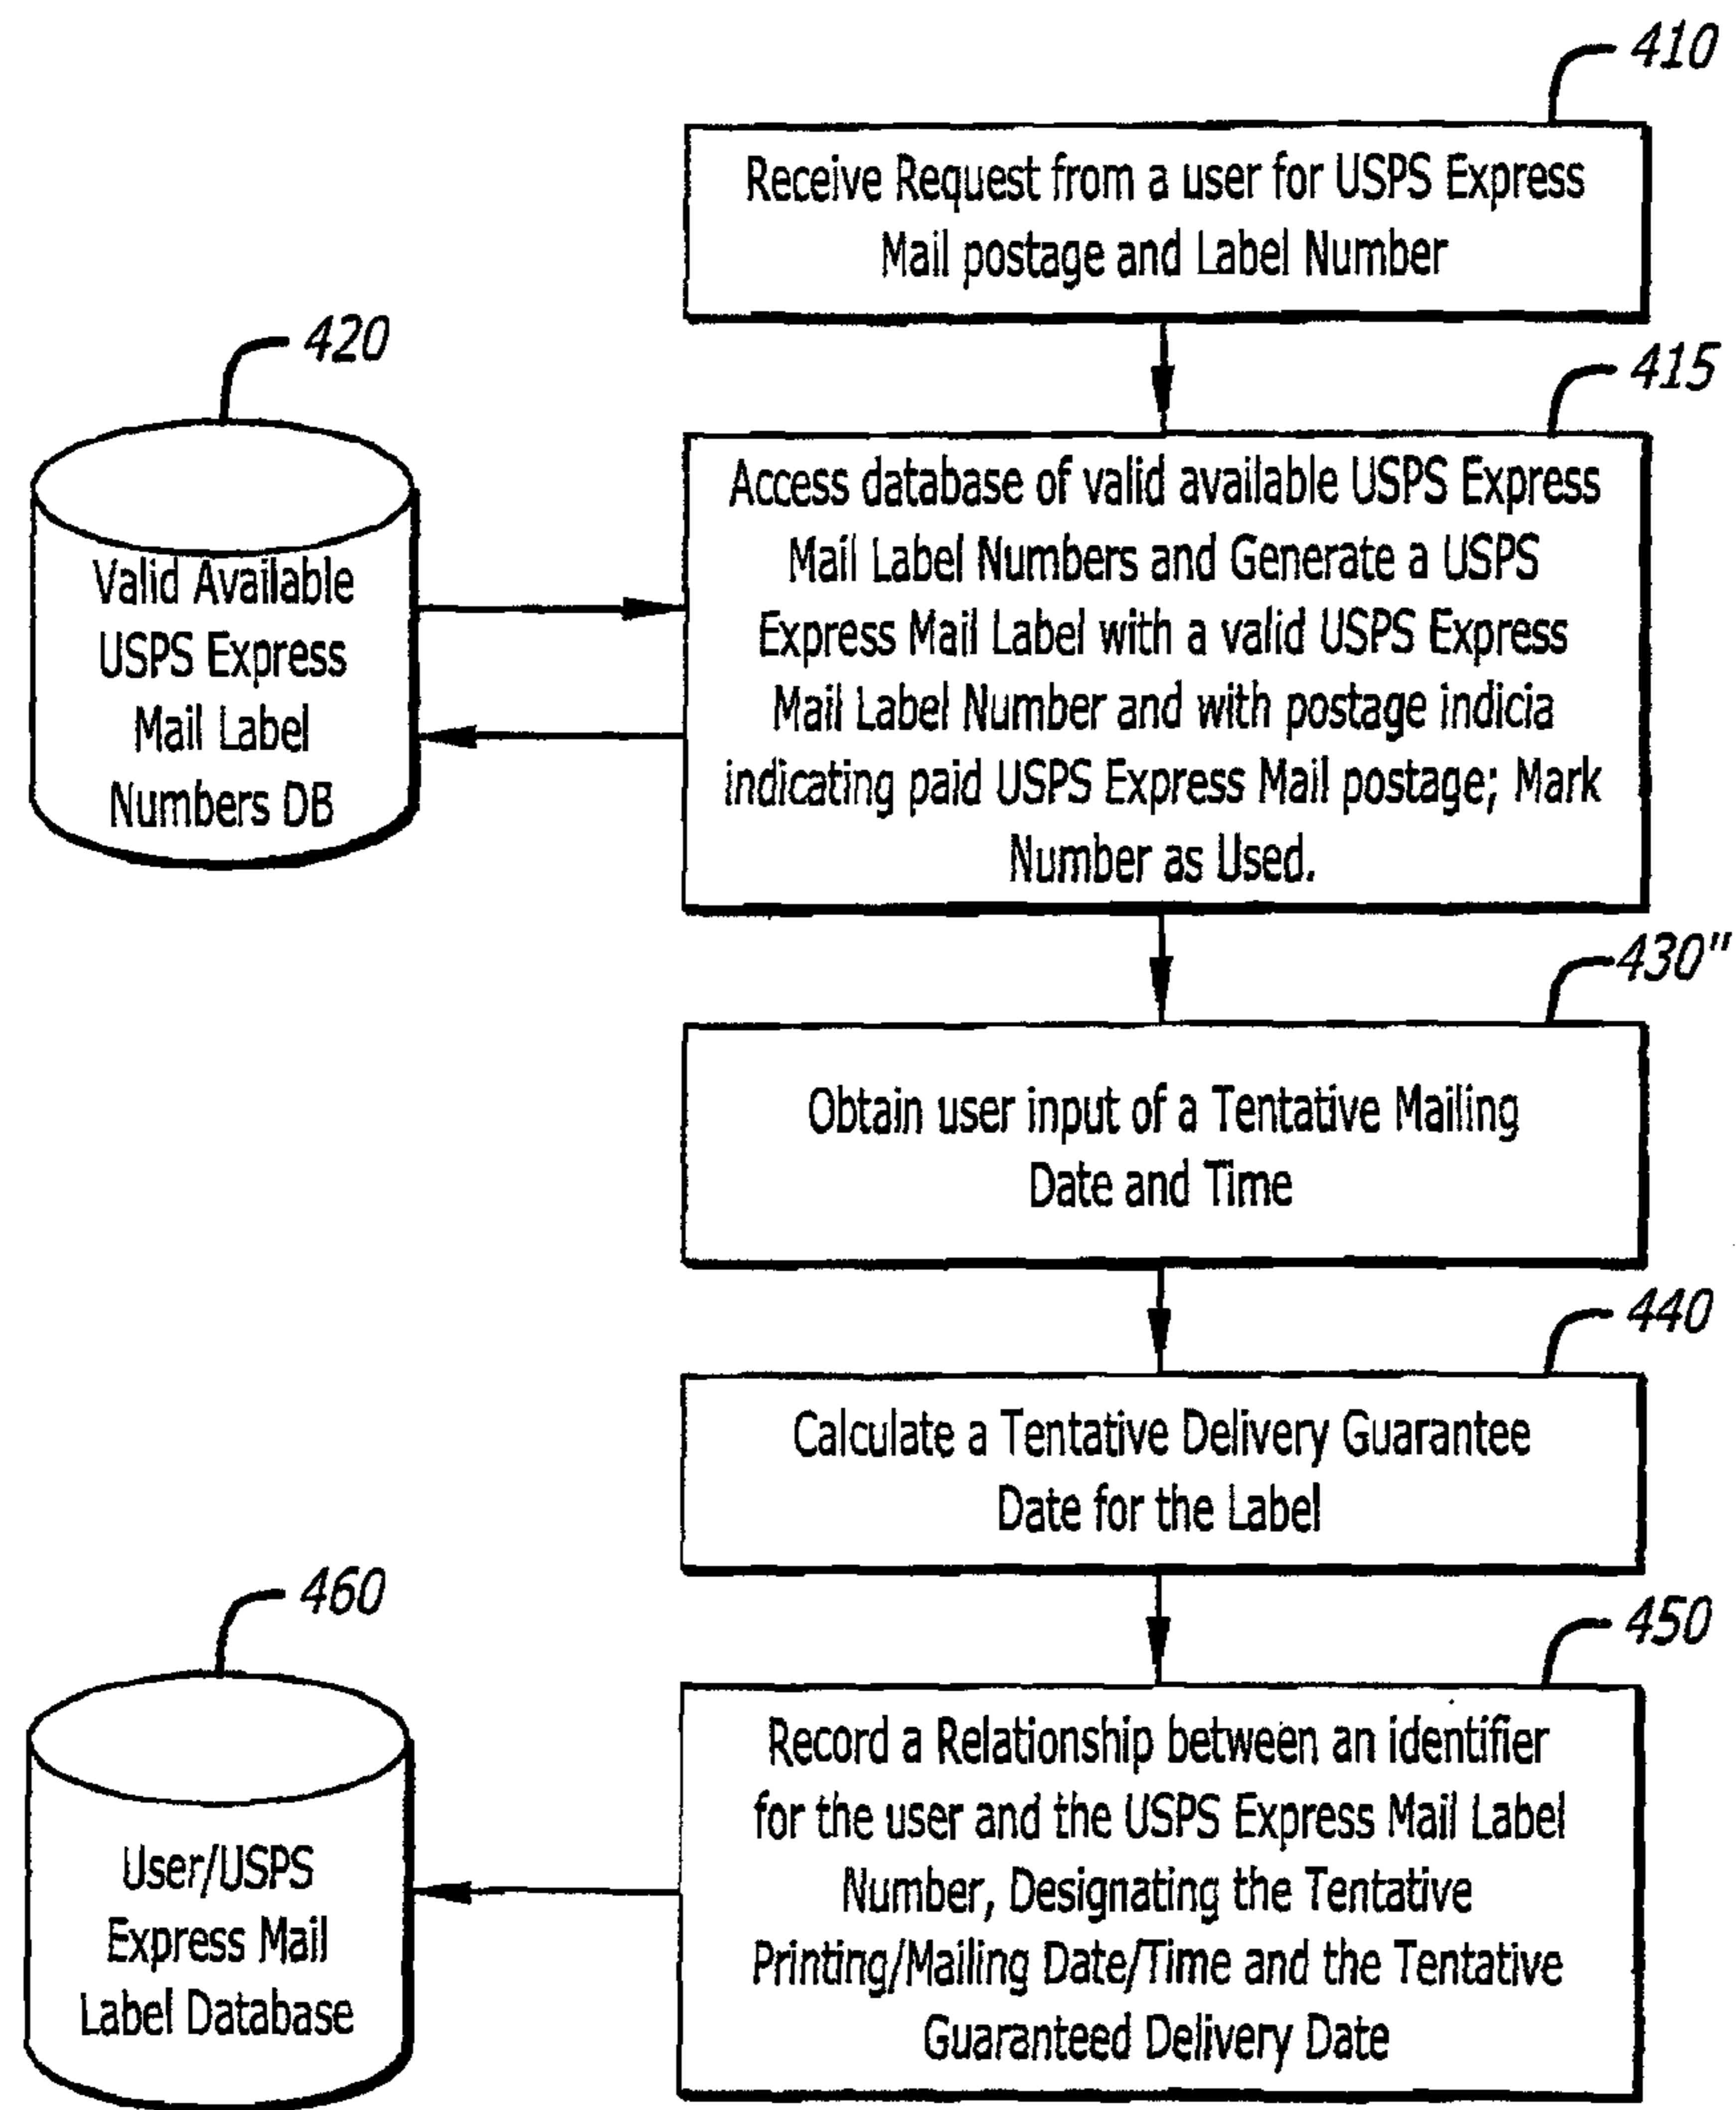 410
Receive Request from a user for USPS Express
Mail postage and Label Number
420
415
Valid Available
USPS Express
Mail Label
Numbers DB
Access database of valid available USPS Express
Mail Label Numbers and Generate a USPS
Express Mail Label with a valid USPS Express
Mail Label Number and with postage indicia
indicating paid USPS Express Mail postage; Mark
Number as Used.
430"
Obtain user input of a Tentative Mailing
Date and Time
440
Calculate a Tentative Delivery Guarantee
Date for the Label
460
450
User/USPS
Express Mail
Label Database
Record a Relationship between an identifier
for the user and the USPS Express Mail Label
Number, Designating the Tentative
Printing/Mailing Date/Time and the Tentative
Guaranteed Delivery Date